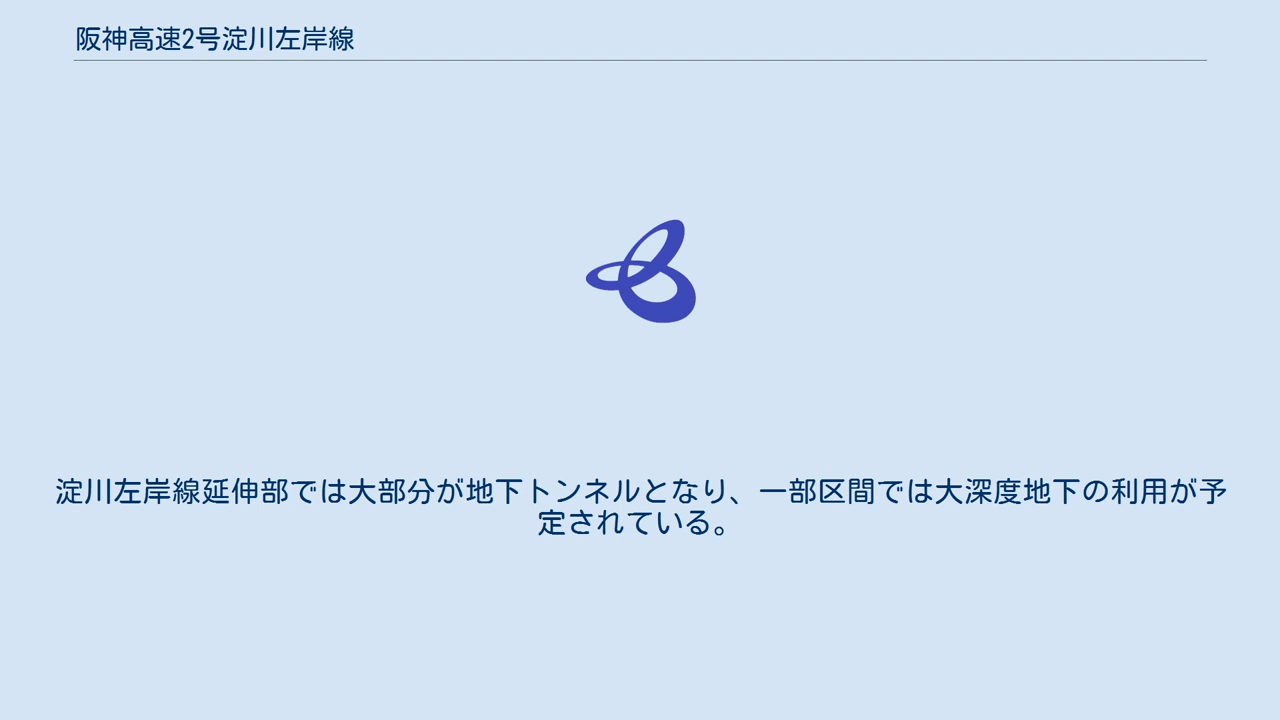 阪神高速2号淀川左岸線
淀川左岸線延伸部では大部分が地下トンネルとなり、一部区間では大深度地下の利用が予
定されている。